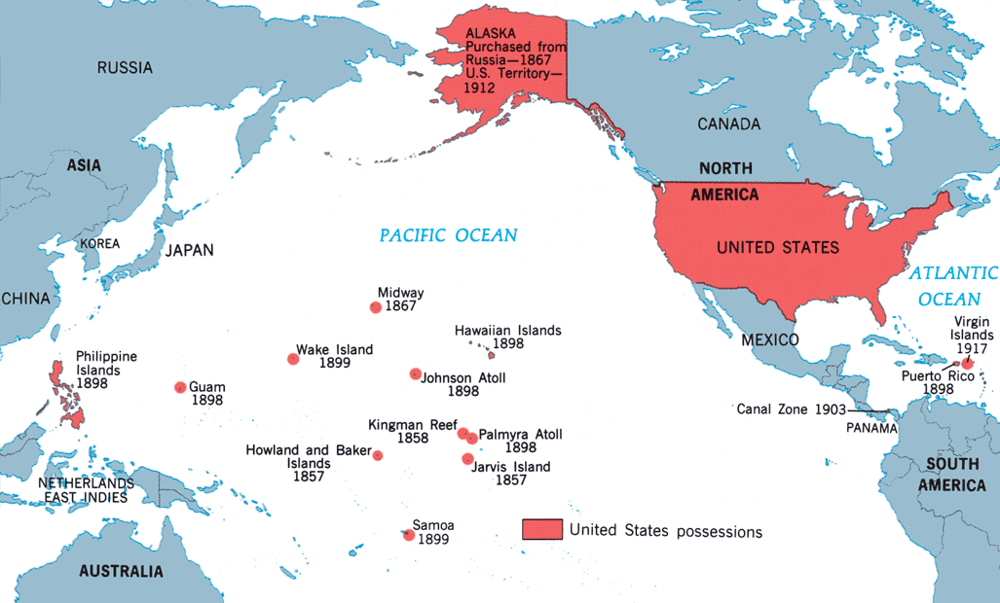 ALASKA
Purchased from
Russia—1867
U.S. Territory—
1912
RUSSIA
CANADA
ASIA
NORTH
AMERICA
KOREA
JAPAN
PACIFIC OCEAN
UNITED STATES
ATLANTIC
OCEAN
CHINA
Midway
1867
Hawaiian Islands
1898
MEXICO
Virgin
Islands
1917
Philippine
Islands
1898
Wake Island
1899
Guam
1898
Johnson Atoll
1898
Puerto Rico
1898
Canal Zone 1903
PANAMA
Kingman Reef
1858
Palmyra Atoll
1898
Howland and Baker
Islands
1857
Jarvis Island
1857
NETHERLANDS
EAST INDIES
SOUTH
AMERICA
Samoa
1899
United States possessions
AUSTRALIA